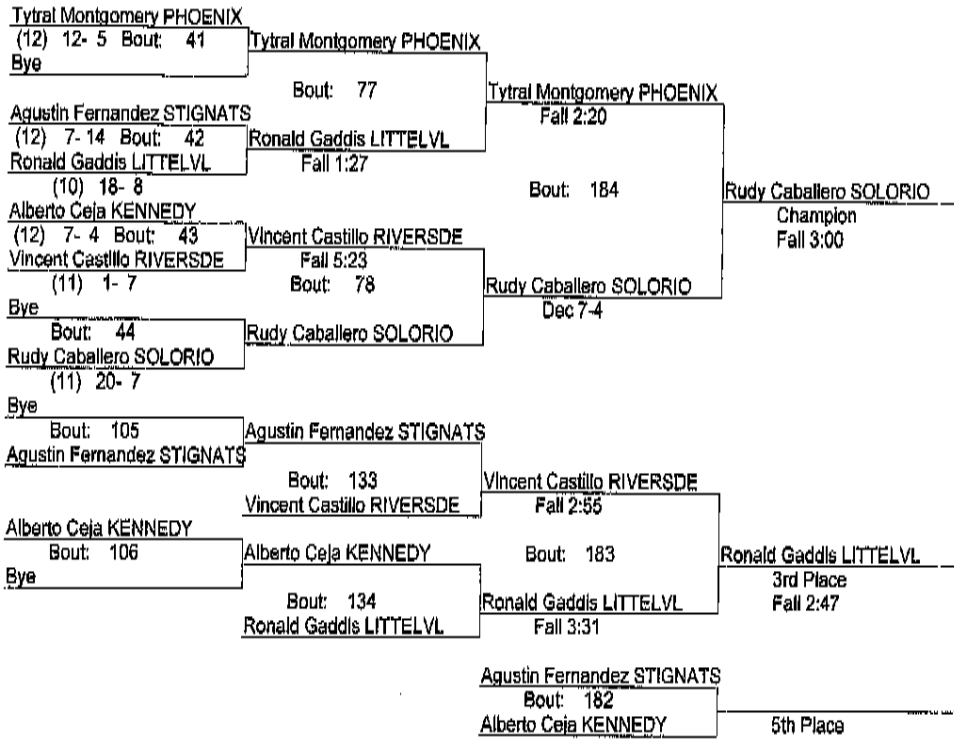 Tytral Montgomery PHOENIX
(12) 12- 5 Bout: 41
Bye
Tytral Montgomery PHOENIX
Bout: 77
Agustin Fernandez STIGNATS
(12) 7- 14 Bout: 42
Ronald Gaddis LITTELVL
(10) 18- 8
Ronald Gaddis LITTELVL
Fall 1:27
Tytral Montgomery PHOENIX
Fall 2:20
Bout: 184
Alberto Ceja KENNEDY
(12) 7- 4 Bout: 43
Vincent Castillo RIVERSDE
(11) 1- 7
Vincent Castillo RIVERSDE
Fall 5:23
Bout: 78
Bye
Bout: 44
Rudy Caballero SOLORIO
(11) 20- 7
Rudy Caballero SOLORIO
Rudy Caballero SOLORIO
Dec 7-4
Rudy Caballero SOLORIO
Champion
Fall 3:00
Bye
Bout: 105
Agustin Fernandez STIGNATS
Agustin Fernandez STIGNATS
Bout: 133
Vincent Castillo RIVERSDE
Vincent Castillo RIVERSDE
Fall 2:55
Bout: 183
Alberto Ceja KENNEDY
Bout: 106
Bye
Alberto Ceja KENNEDY
Bout: 134
Ronald Gaddis LITTELVL
Ronald Gaddis LITTELVL
Fall 3:31
Ronald Gaddis LITTELVL
3rd Place
Fall 2:47
Agustin Fernandez STIGNATS
Bout: 182
Alberto Ceja KENNEDY
5th Place